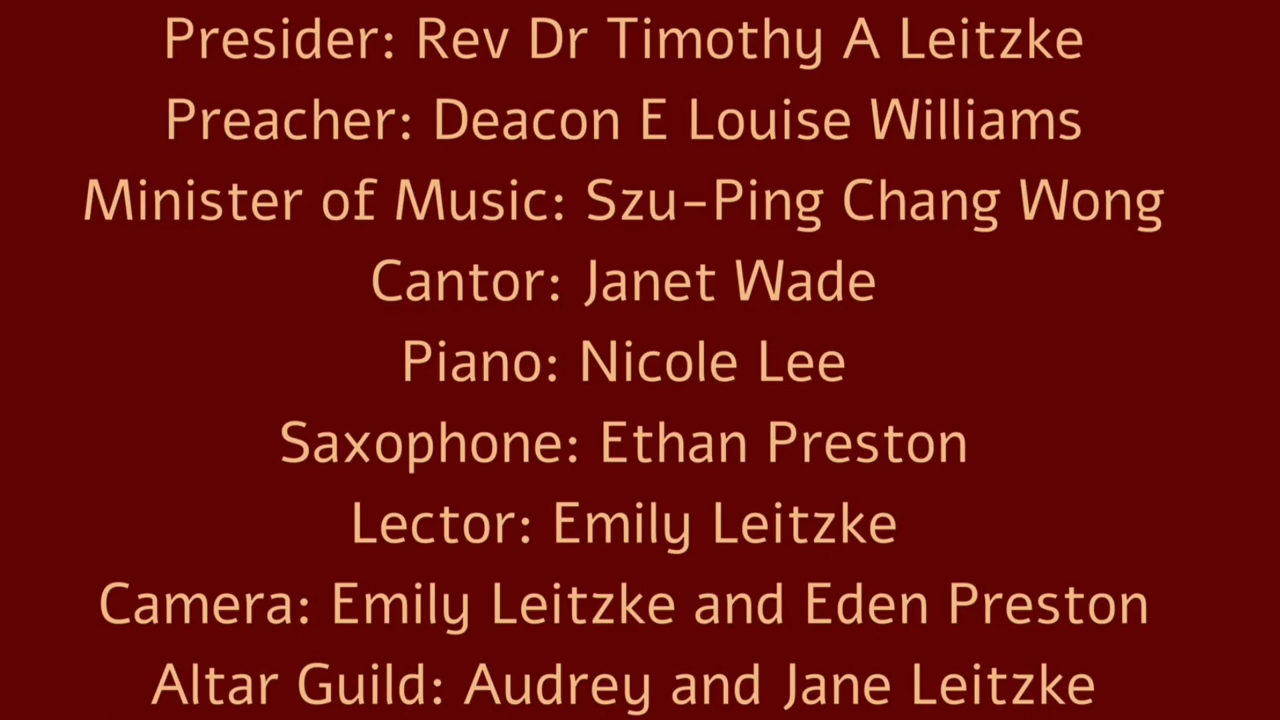 Presider: Rev Dr Timothy A Leitzke
Preacher: Deacon E Louise Williams
Minister of Music: Szu-Ping Chang Wong
Cantor: Janet Wade
Piano: Nicole Lee
Saxophone: Ethan Preston
Lector: Emily Leitzke
Camera: Emily Leitzke and Eden Preston
Altar Guild: Audrey and Jane Leitzke